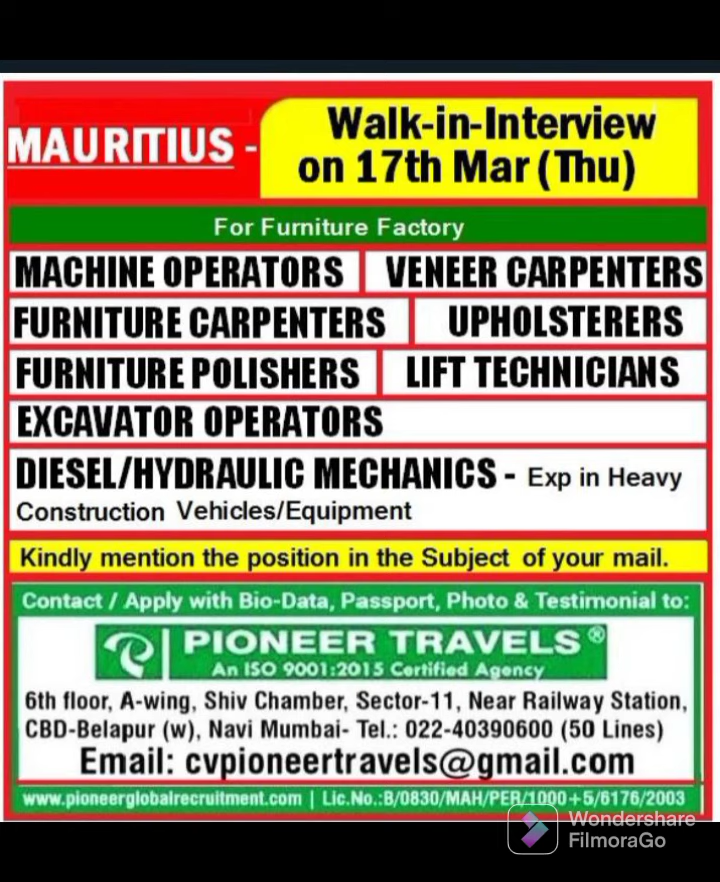 MAURITIUS -
Walk-in-Interview
on 17th Mar (Thu)
For Furniture Factory
MACHINE OPERATORS
VENEER CARPENTERS
FURNITURE CARPENTERS
UPHOLSTERERS
FURNITURE POLISHERS
LIFT TECHNICIANS
EXCAVATOR OPERATORS
DIESEL/HYDRAULIC MECHANICS - Exp in Heavy
Construction Vehicles/Equipment
Kindly mention the position in the Subject of your mail.
Contact / Apply with Bio-Data, Passport, Photo & Testimonial to:
PIONEER TRAVELS ®
An ISO 9001:2015 Certified Agency
6th floor, A-wing, Shiv Chamber, Sector-11, Near Railway Station,
CBD-Belapur (w), Navi Mumbai- Tel.: 022-40390600 (50 Lines)
Email: cvpioneertravels@gmail.com
www.pioneerglobalrecruitment.com | Lic.No.:B/0830/MAH/PER/1000+5/6176/2003
Wondershare
FilmoraGo